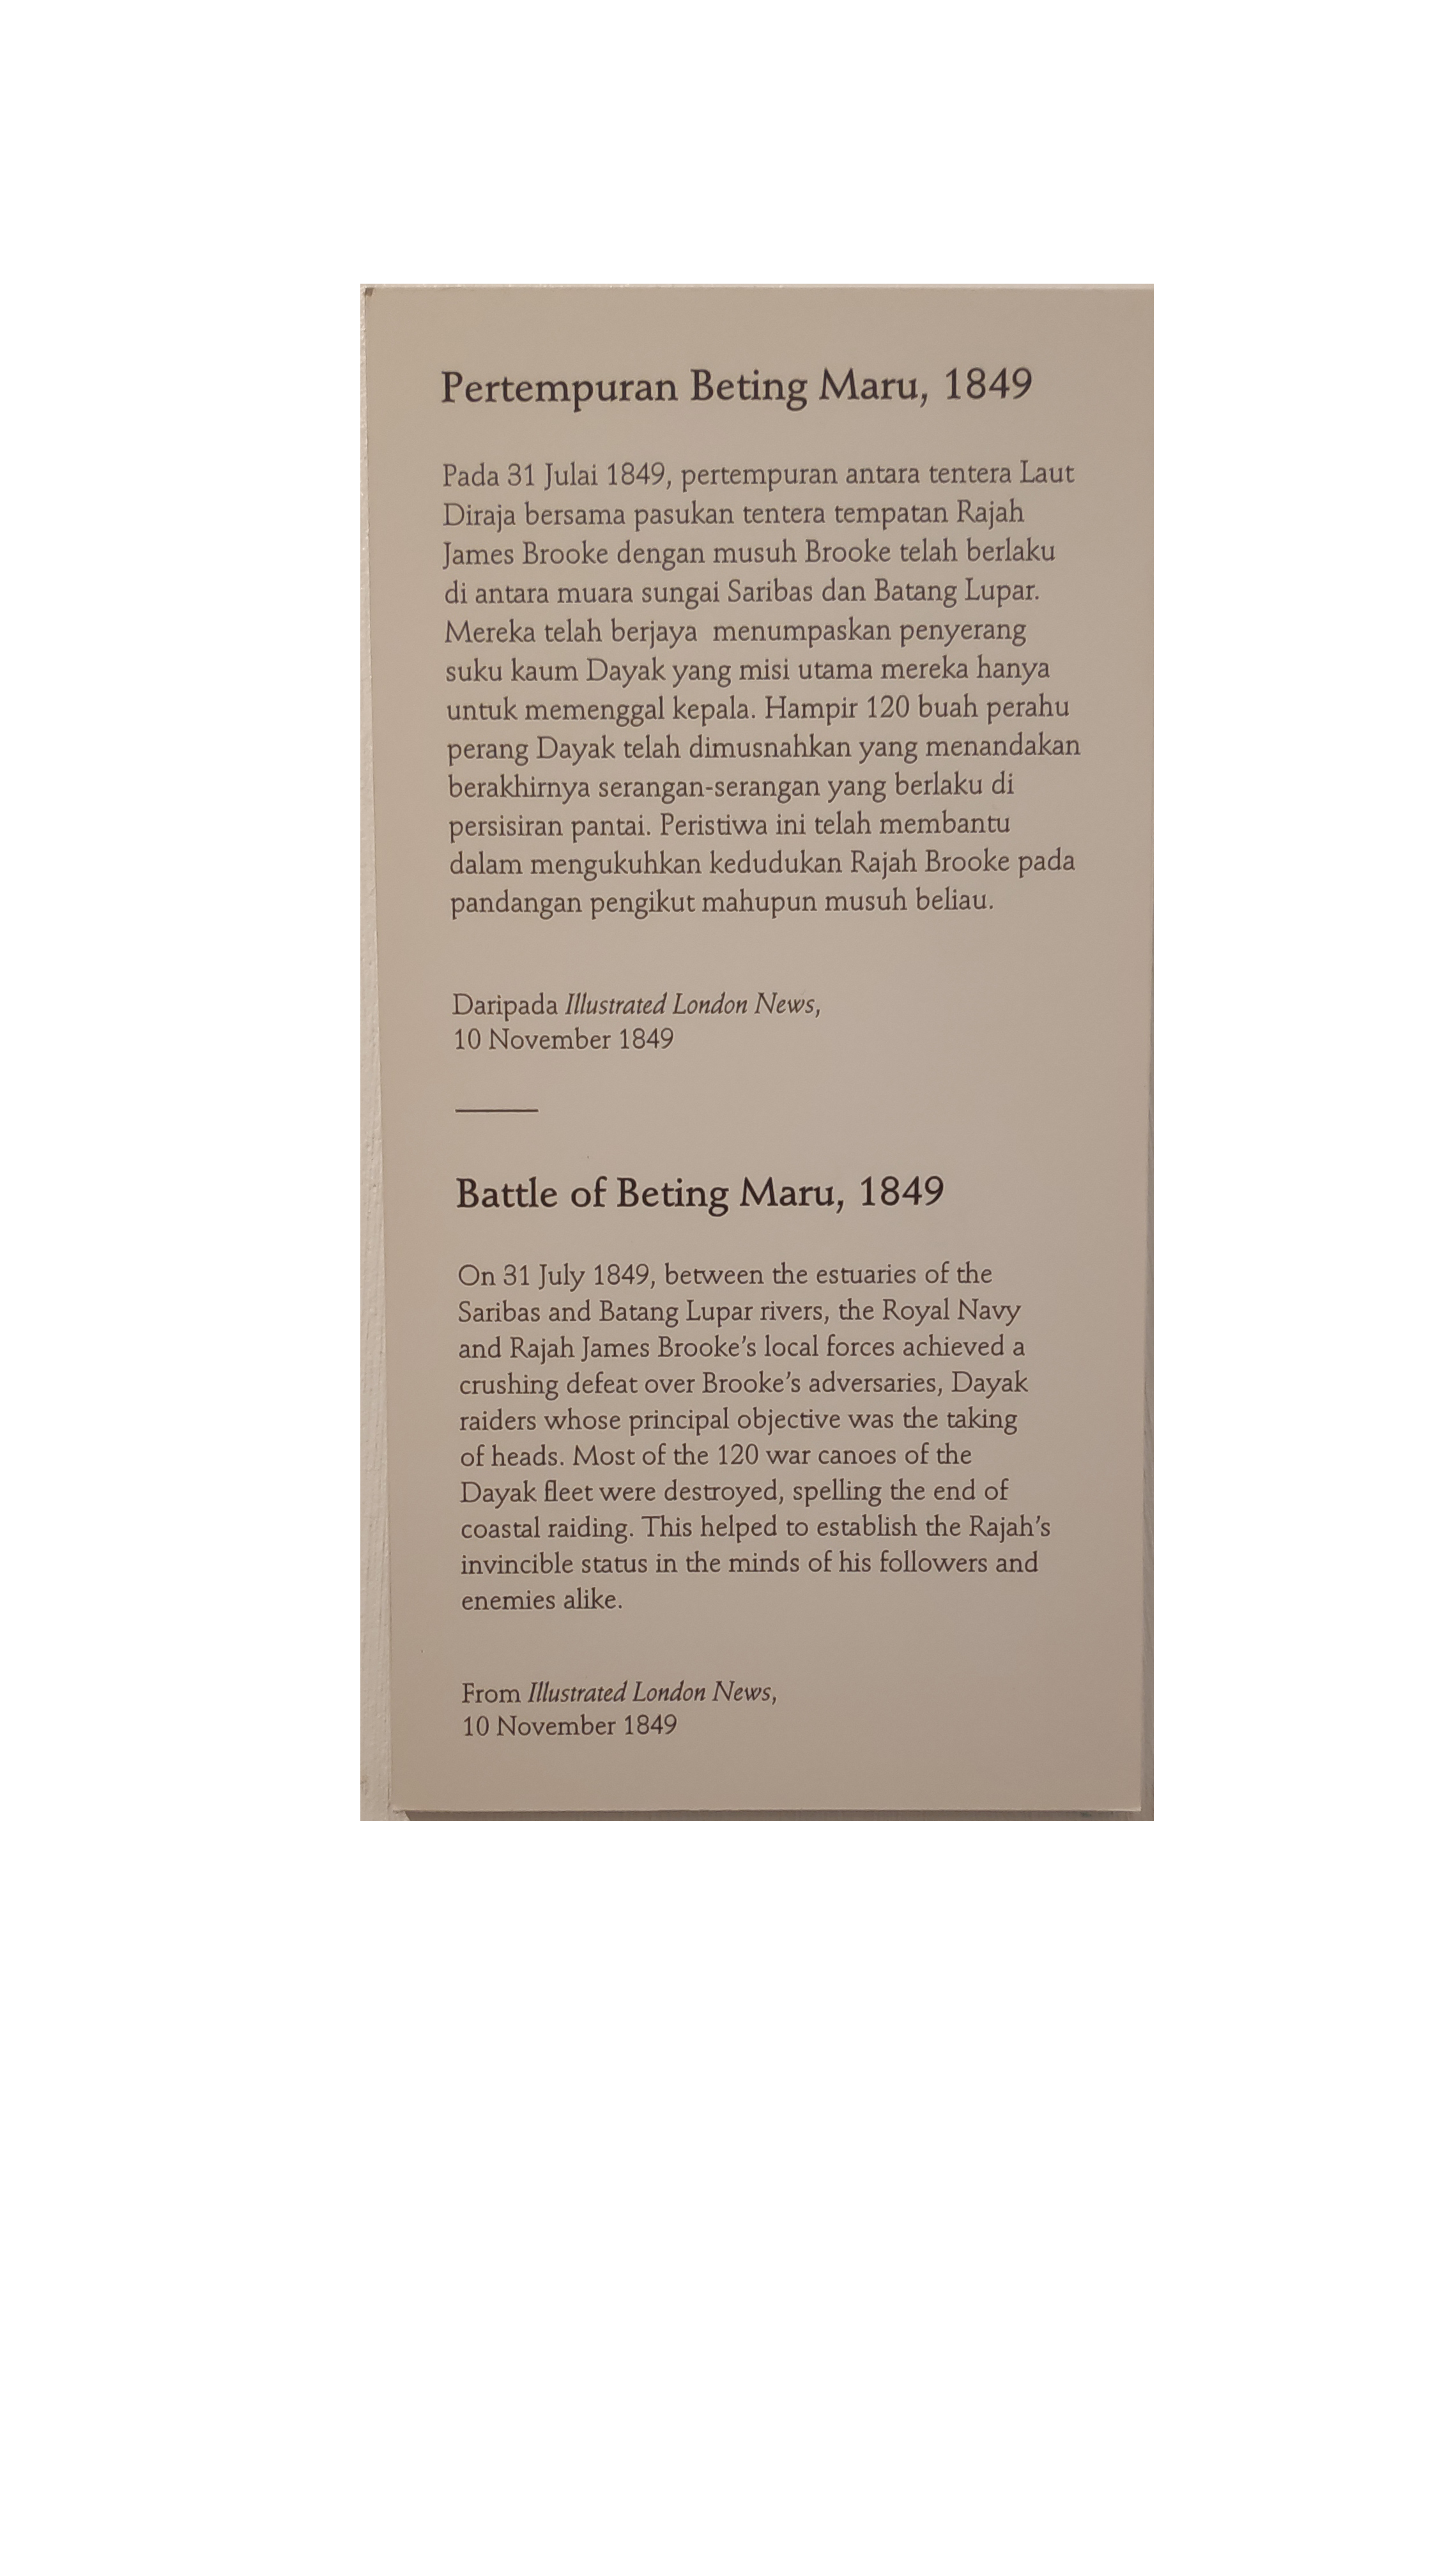 Pertempuran Beting Maru, 1849
Pada 31 Julai 1849, pertempuran antara tentera Laut
Diraja bersama pasukan tentera tempatan Rajah
James Brooke dengan musuh Brooke telah berlaku
di antara muara sungai Saribas dan Batang Lupar.
Mereka telah berjaya  menumpaskan penyerang
suku kaum Dayak yang misi utama mereka hanya
untuk memenggal kepala. Hampir 120 buah perahu
perang Dayak telah dimusnahkan yang menandakan
berakhirnya serangan-serangan yang berlaku di
persisiran pantai. Peristiwa ini telah membantu
dalam mengukuhkan kedudukan Rajah Brooke pada
pandangan pengikut mahupun musuh beliau.
Daripada Illustrated London News,
10 November 1849
Battle of Beting Maru, 1849
On 31 July 1849, between the estuaries of the
Saribas and Batang Lupar rivers, the Royal Navy
and Rajah James Brooke's local forces achieved a
crushing defeat over Brooke's adversaries, Dayak
raiders whose principal objective was the taking
of heads. Most of the 120 war canoes of the
Dayak fleet were destroyed, spelling the end of
coastal raiding. This helped to establish the Rajah's
invincible status in the minds of his followers and
enemies alike.
From Illustrated London News,
10 November 1849